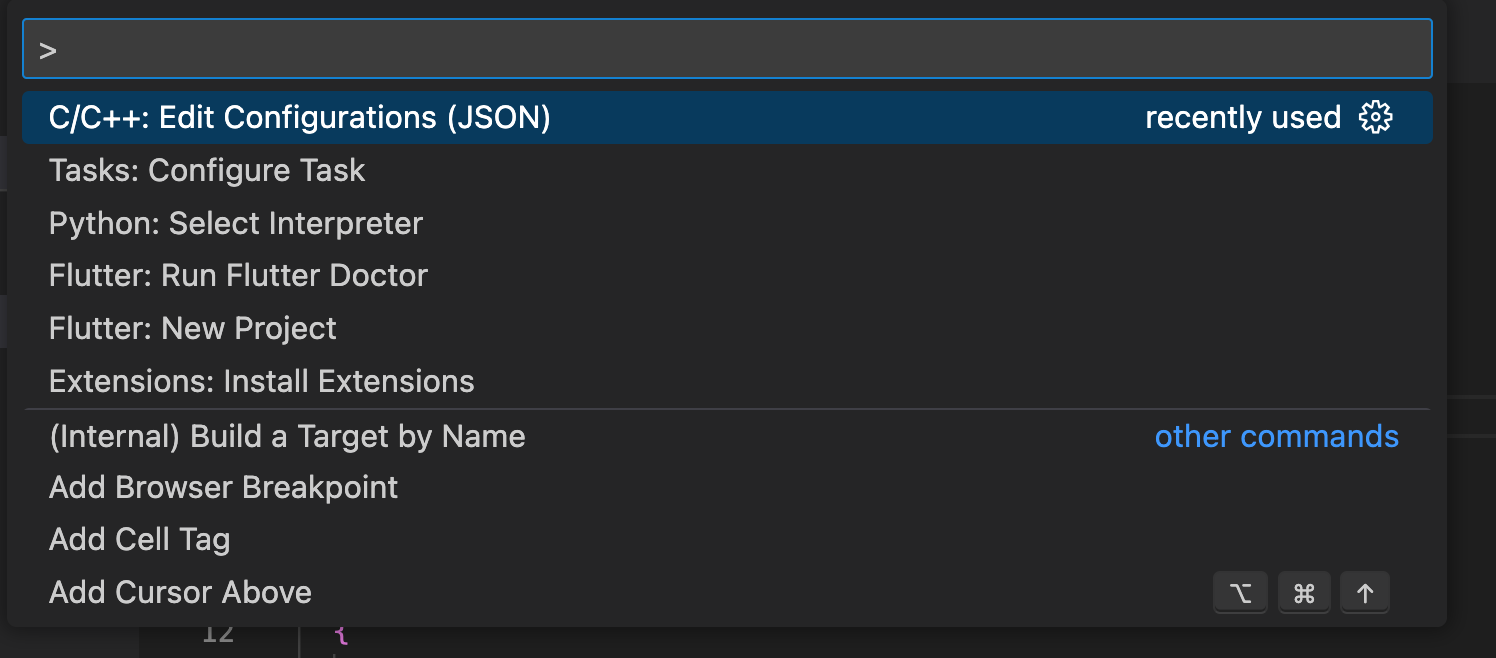 >
C/C++: Edit Configurations (JSON) recently used
Tasks: Configure Task
Python: Select Interpreter
Flutter: Run Flutter Doctor
Flutter: New Project
Extensions: Install Extensions
(Internal) Build a Target by Name other commands
Add Browser Breakpoint
Add Cell Tag
Add Cursor Above ⌥ ⌘ ↑
12 {